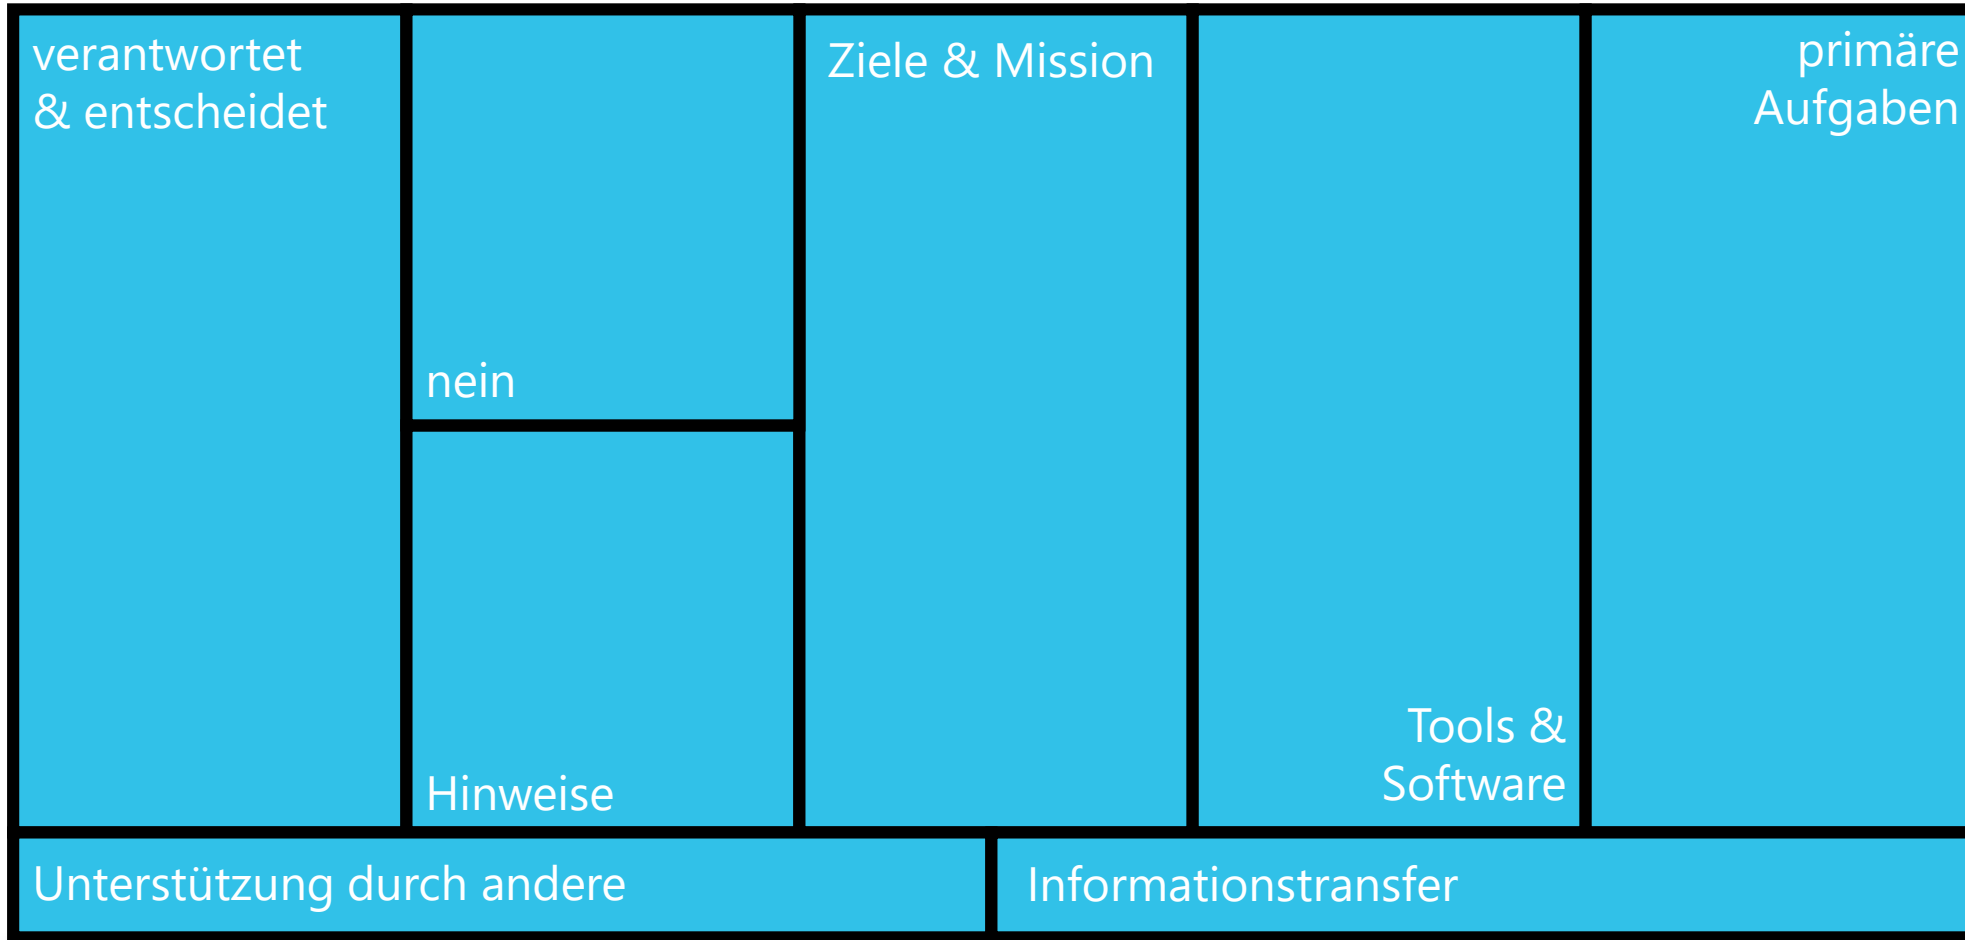 verantwortet
& entscheidet
nein
Hinweise
Ziele & Mission
Tools &
Software
primäre
Aufgaben
Unterstützung durch andere
Informationstransfer